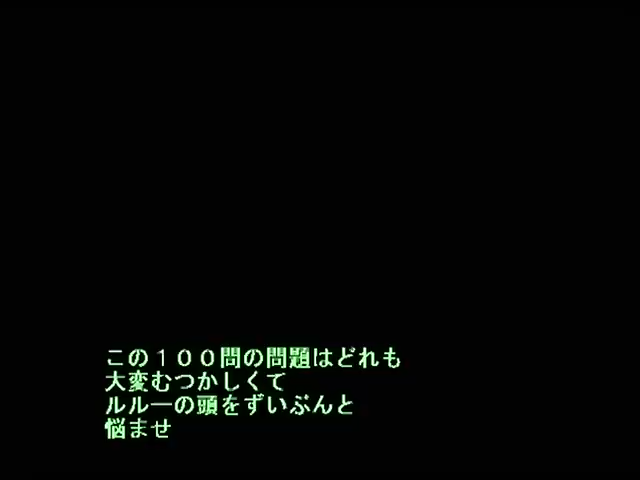 この１００問の問題はどれも
大変むつかしくて
ルルーの頭をずいぶんと
悩ませ